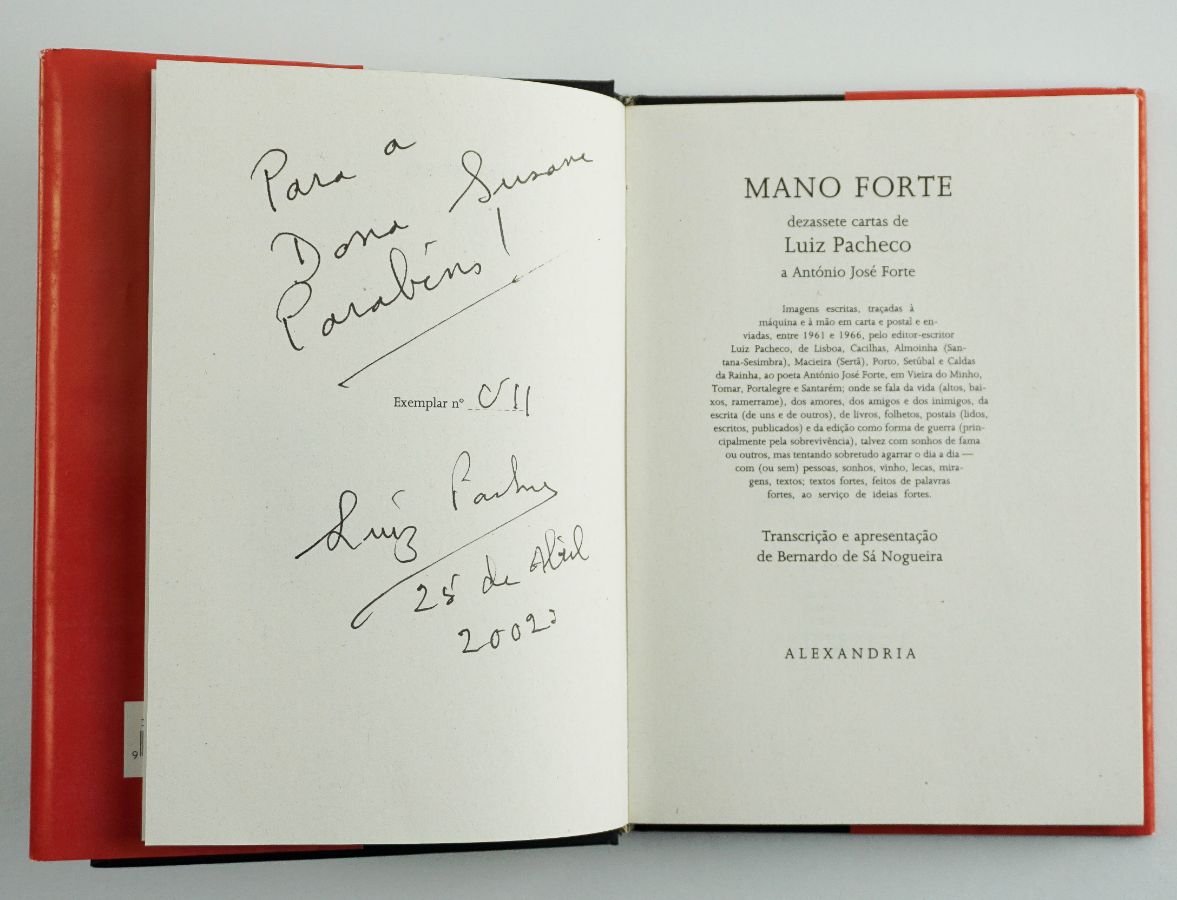 Para a
Dona Susana
Parabéns!
Exemplar nº VII
Luiz Pacheco
25 de Abril
2002
MANO FORTE
dezassete cartas de
Luiz Pacheco
a António José Forte
Imagens escritas, traçadas à
máquina e à mão em carta e postal e en-
viadas, entre 1961 e 1966, pelo editor-escritor
Luiz Pacheco, de Lisboa, Cacilhas, Almoinha (San-
tana-Sesimbra), Macieira (Sertã), Porto, Setúbal e Caldas
da Rainha, ao poeta António José Forte, em Vieira do Minho,
Tomar, Portalegre e Santarém; onde se fala da vida (altos, bai-
xos, ramerrame), dos amores, dos amigos e dos inimigos, da
escrita (de uns e de outros), de livros, folhetos, postais (lidos,
escritos, publicados) e da edição como forma de guerra (prin-
cipalmente pela sobrevivência), talvez com sonhos de fama
ou outros, mas tentando sobretudo agarrar o dia a dia —
com (ou sem) pessoas, sonhos, vinho, lecas, mira-
gens, textos; textos fortes, feitos de palavras
fortes, ao serviço de ideias fortes.
Transcrição e apresentação
de Bernardo de Sá Nogueira
ALEXANDRIA
9